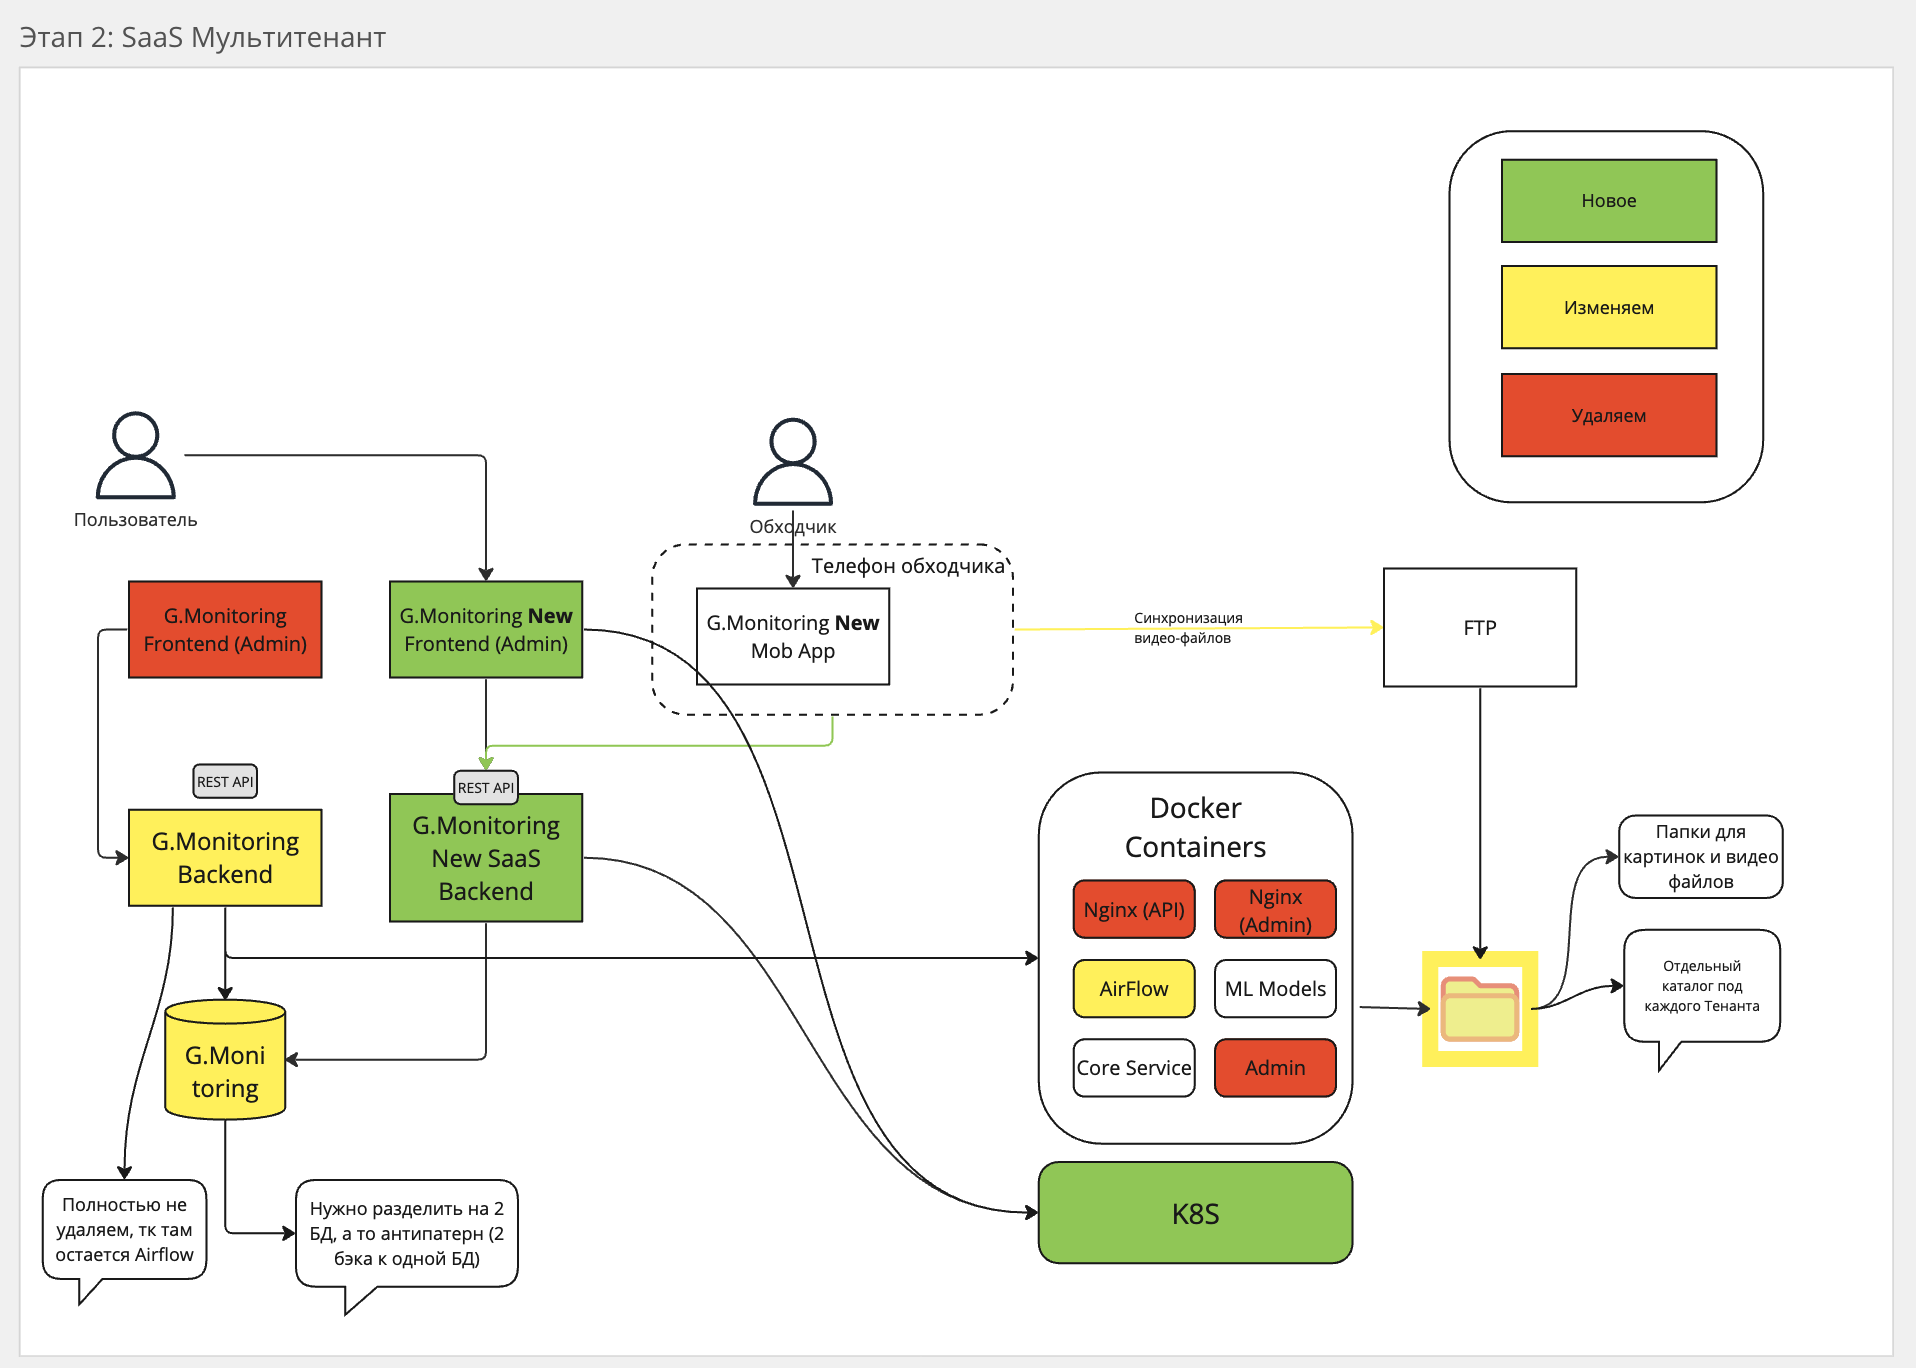 Этап 2: SaaS Мультитенант
Новое
Изменяем
Удаляем
Пользователь
Обходчик
Телефон обходчика
G.Monitoring
Frontend (Admin)
G.Monitoring New
Frontend (Admin)
G.Monitoring New
Mob App
Синхронизация
видео-файлов
FTP
REST API
G.Monitoring
Backend
REST API
G.Monitoring
New SaaS
Backend
Docker
Containers
Nginx (API)
Nginx
(Admin)
AirFlow
ML Models
Core Service
Admin
Папки для
картинок и видео
файлов
Отдельный
каталог под
каждого Тенанта
G.Moni
toring
Полностью не
удаляем, тк там
остается Airflow
Нужно разделить на 2
БД, а то антипатерн (2
бэка к одной БД)
K8S